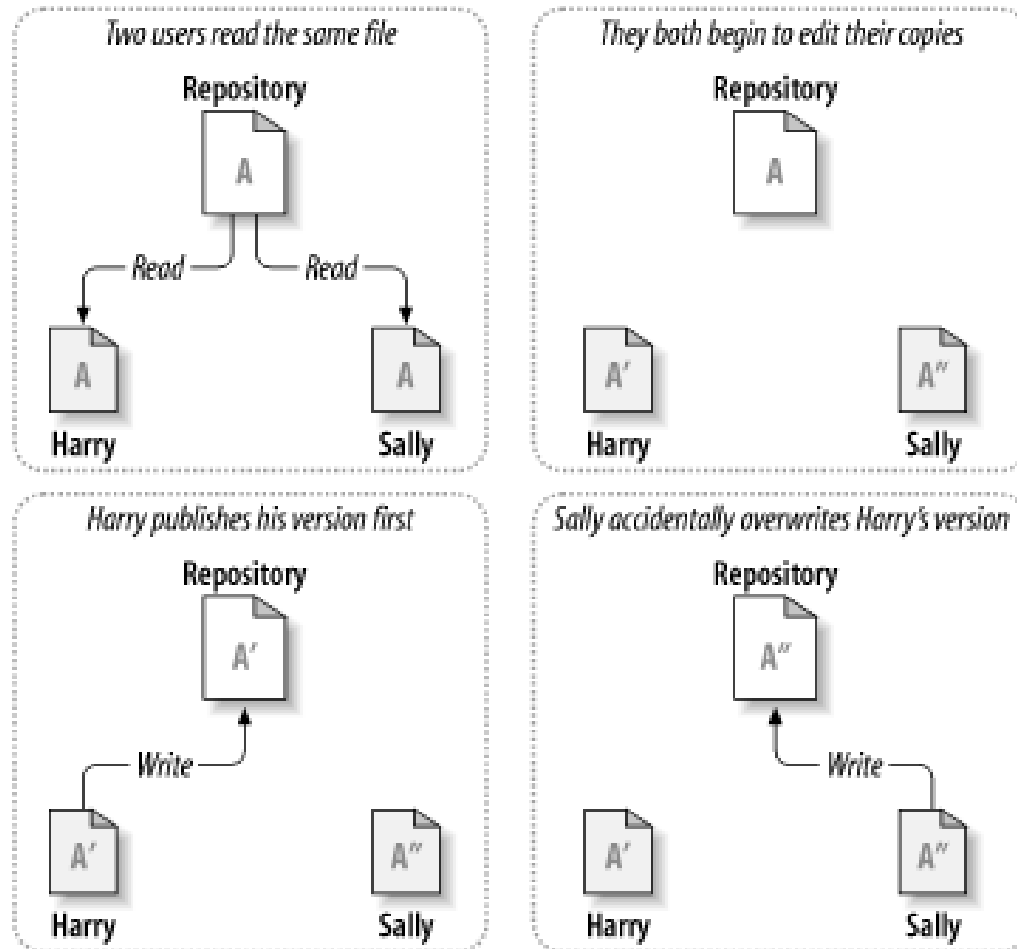 Two users read the same file
Repository
A
Read
Read
A
A
Harry
Sally
They both begin to edit their copies
Repository
A
A'
A"
Harry
Sally
Harry publishes his version first
Repository
A'
Write
A'
A"
Harry
Sally
Sally accidentally overwrites Harry's version
Repository
A"
Write
A'
A"
Harry
Sally